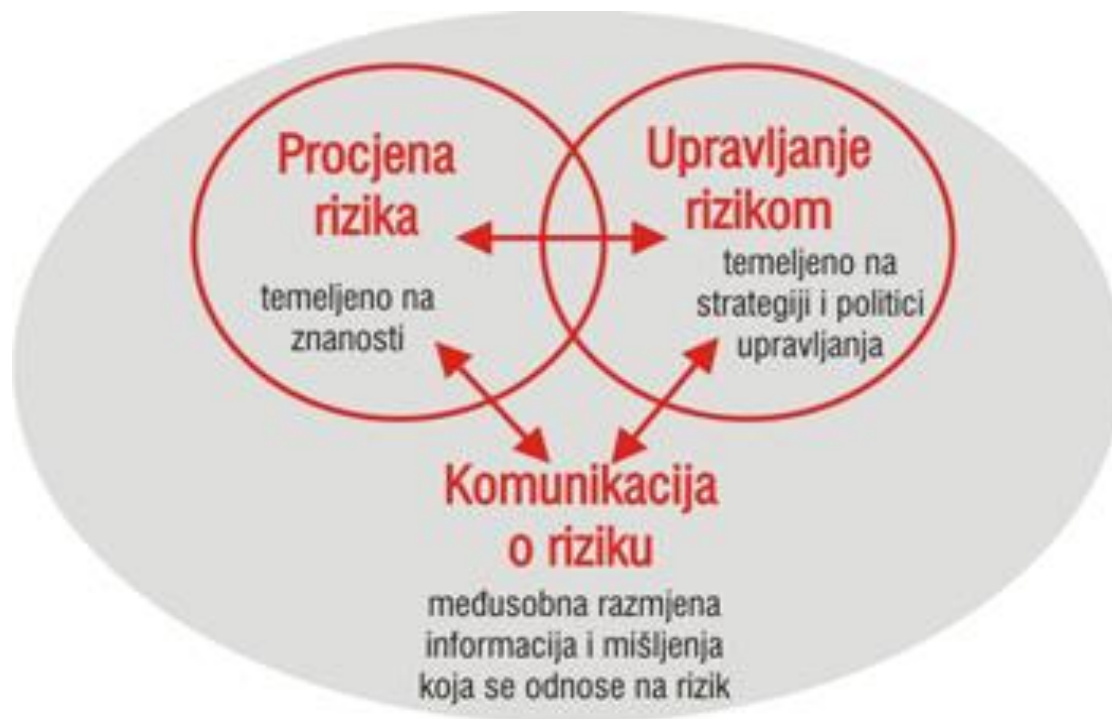 Procjena
rizika
temeljeno na
znanosti
Upravljanje
rizikom
temeljeno na
strategiji i politici
upravljanja
Komunikacija
o riziku
međusobna razmjena
informacija i mišljenja
koja se odnose na rizik